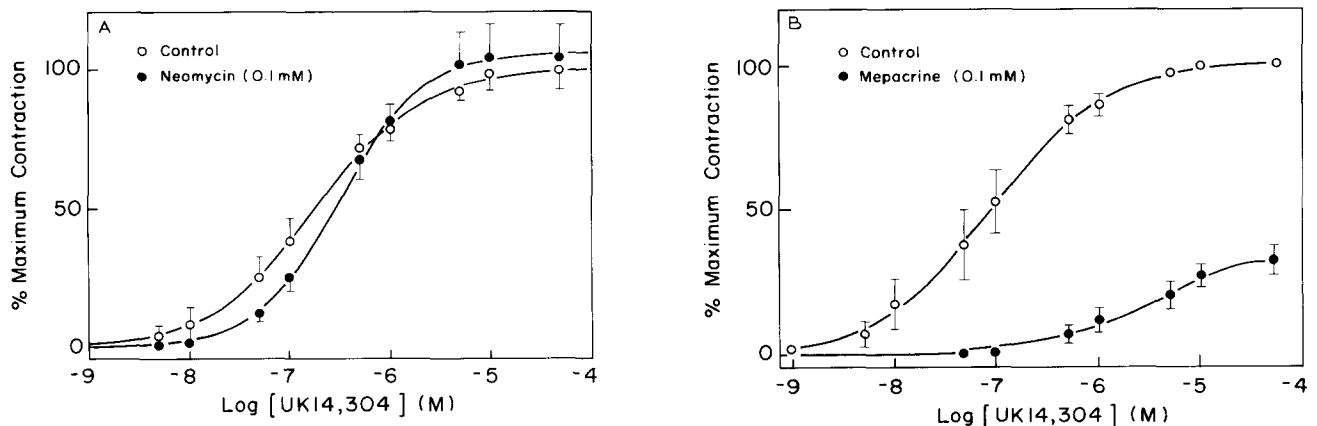 A
Control
Neomycin (0.1 mM)
100
50
0
% Maximum Contraction
-9 -8 -7 -6 -5 -4
Log [UK14,304] (M)
B
Control
Mepacrine (0.1 mM)
100
50
0
% Maximum Contraction
-9 -8 -7 -6 -5 -4
Log [UK14,304] (M)